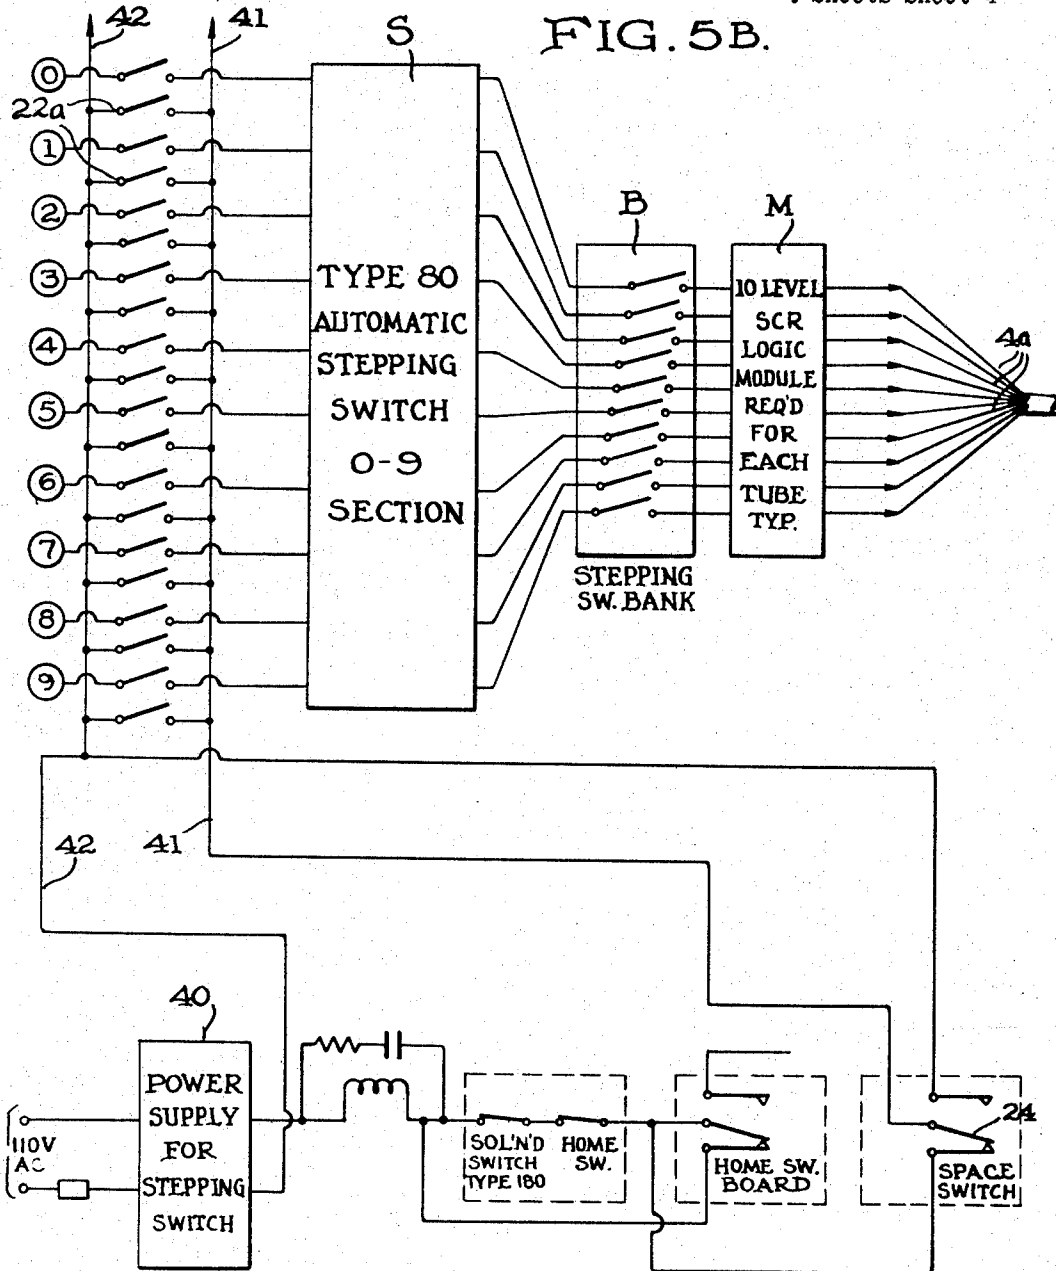 42
41
S
FIG. 5B.
0
22a
1
2
3
4
5
6
7
8
9
TYPE 80
AUTOMATIC
STEPPING
SWITCH
0-9
SECTION
B
M
10 LEVEL
SCR
LOGIC
MODULE
REQ'D
FOR
EACH
TUBE
TYP.
4a
STEPPING
SW. BANK
42
41
40
POWER
SUPPLY
FOR
STEPPING
SWITCH
110V
AC
SOL'N'D
SWITCH
TYPE 180
HOME
SW.
HOME SW.
BOARD
24
SPACE
SWITCH